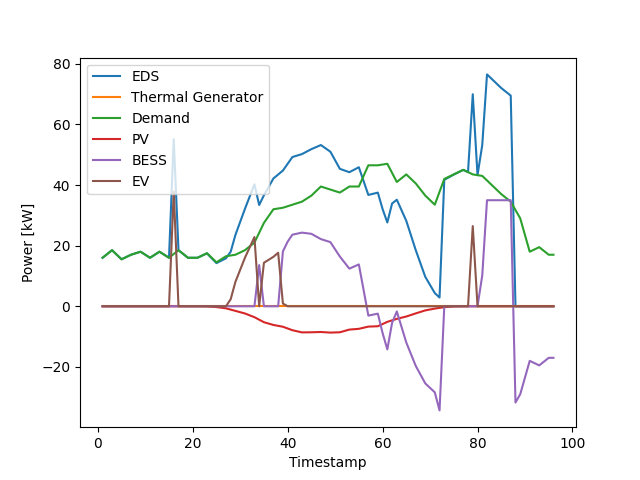 80
60
40
20
0
−20
Power [kW]
EDS
Thermal Generator
Demand
PV
BESS
EV
0 20 40 60 80 100
Timestamp